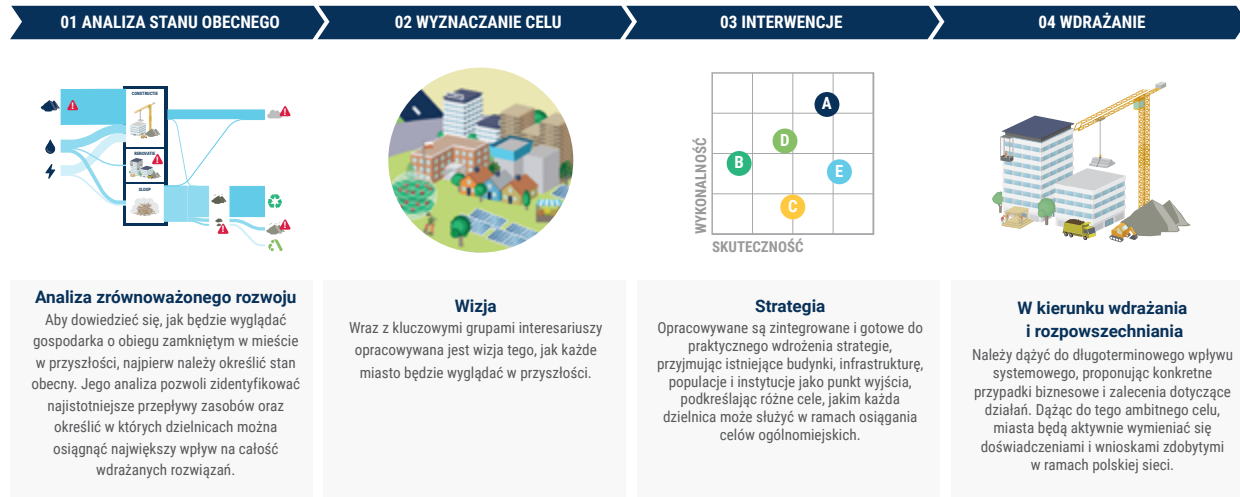 01 ANALIZA STANU OBECNEGO
02 WYZNACZANIE CELU
03 INTERWENCJE
04 WDRAŻANIE
CONSTRUCTIE
RENOVATIE
SLOOP
WYKONALNOŚĆ
A
D
B
E
C
SKUTECZNOŚĆ
Analiza zrównoważonego rozwoju
Aby dowiedzieć się, jak będzie wyglądać
gospodarka o obiegu zamkniętym w mieście
w przyszłości, najpierw należy określić stan
obecny. Jego analiza pozwoli zidentyfikować
najistotniejsze przepływy zasobów oraz
określić w których dzielnicach można
osiągnąć największy wpływ na całość
wdrażanych rozwiązań.
Wizja
Wraz z kluczowymi grupami interesariuszy
opracowywana jest wizja tego, jak każde
miasto będzie wyglądać w przyszłości.
Strategia
Opracowywane są zintegrowane i gotowe do
praktycznego wdrożenia strategie,
przyjmując istniejące budynki, infrastrukturę,
populacje i instytucje jako punkt wyjścia,
podkreślając różne cele, jakim każda
dzielnica może służyć w ramach osiągania
celów ogólnomiejskich.
W kierunku wdrażania
i rozpowszechniania
Należy dążyć do długoterminowego wpływu
systemowego, proponując konkretne
przypadki biznesowe i zalecenia dotyczące
działań. Dążąc do tego ambitnego celu,
miasta będą aktywnie wymieniać się
doświadczeniami i wnioskami zdobytymi
w ramach polskiej sieci.